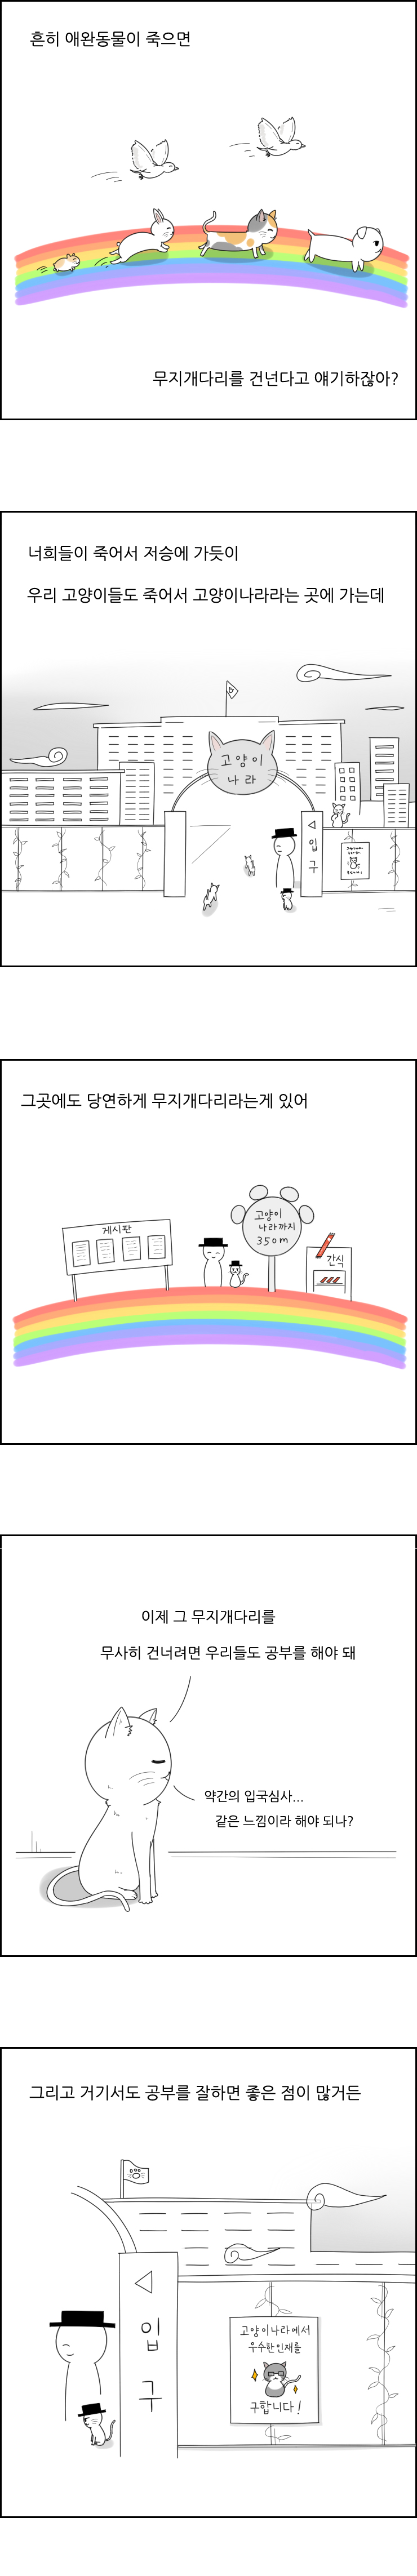 흔히 애완동물이 죽으면
무지개다리를 건넌다고 얘기하잖아?
너희들이 죽어서 저승에 가듯이
우리 고양이들도 죽어서 고양이나라라는 곳에 가는데
고양이
나라
◁
입
구
그곳에도 당연하게 무지개다리라는게 있어
게시판
고양이
나라까지
350m
간식
이제 그 무지개다리를
무사히 건너려면 우리들도 공부를 해야 돼
약간의 입국심사...
같은 느낌이라 해야 되나?
그리고 거기서도 공부를 잘하면 좋은 점이 많거든
◁
입
구
고양이나라에서
우수한인재를
구합니다!